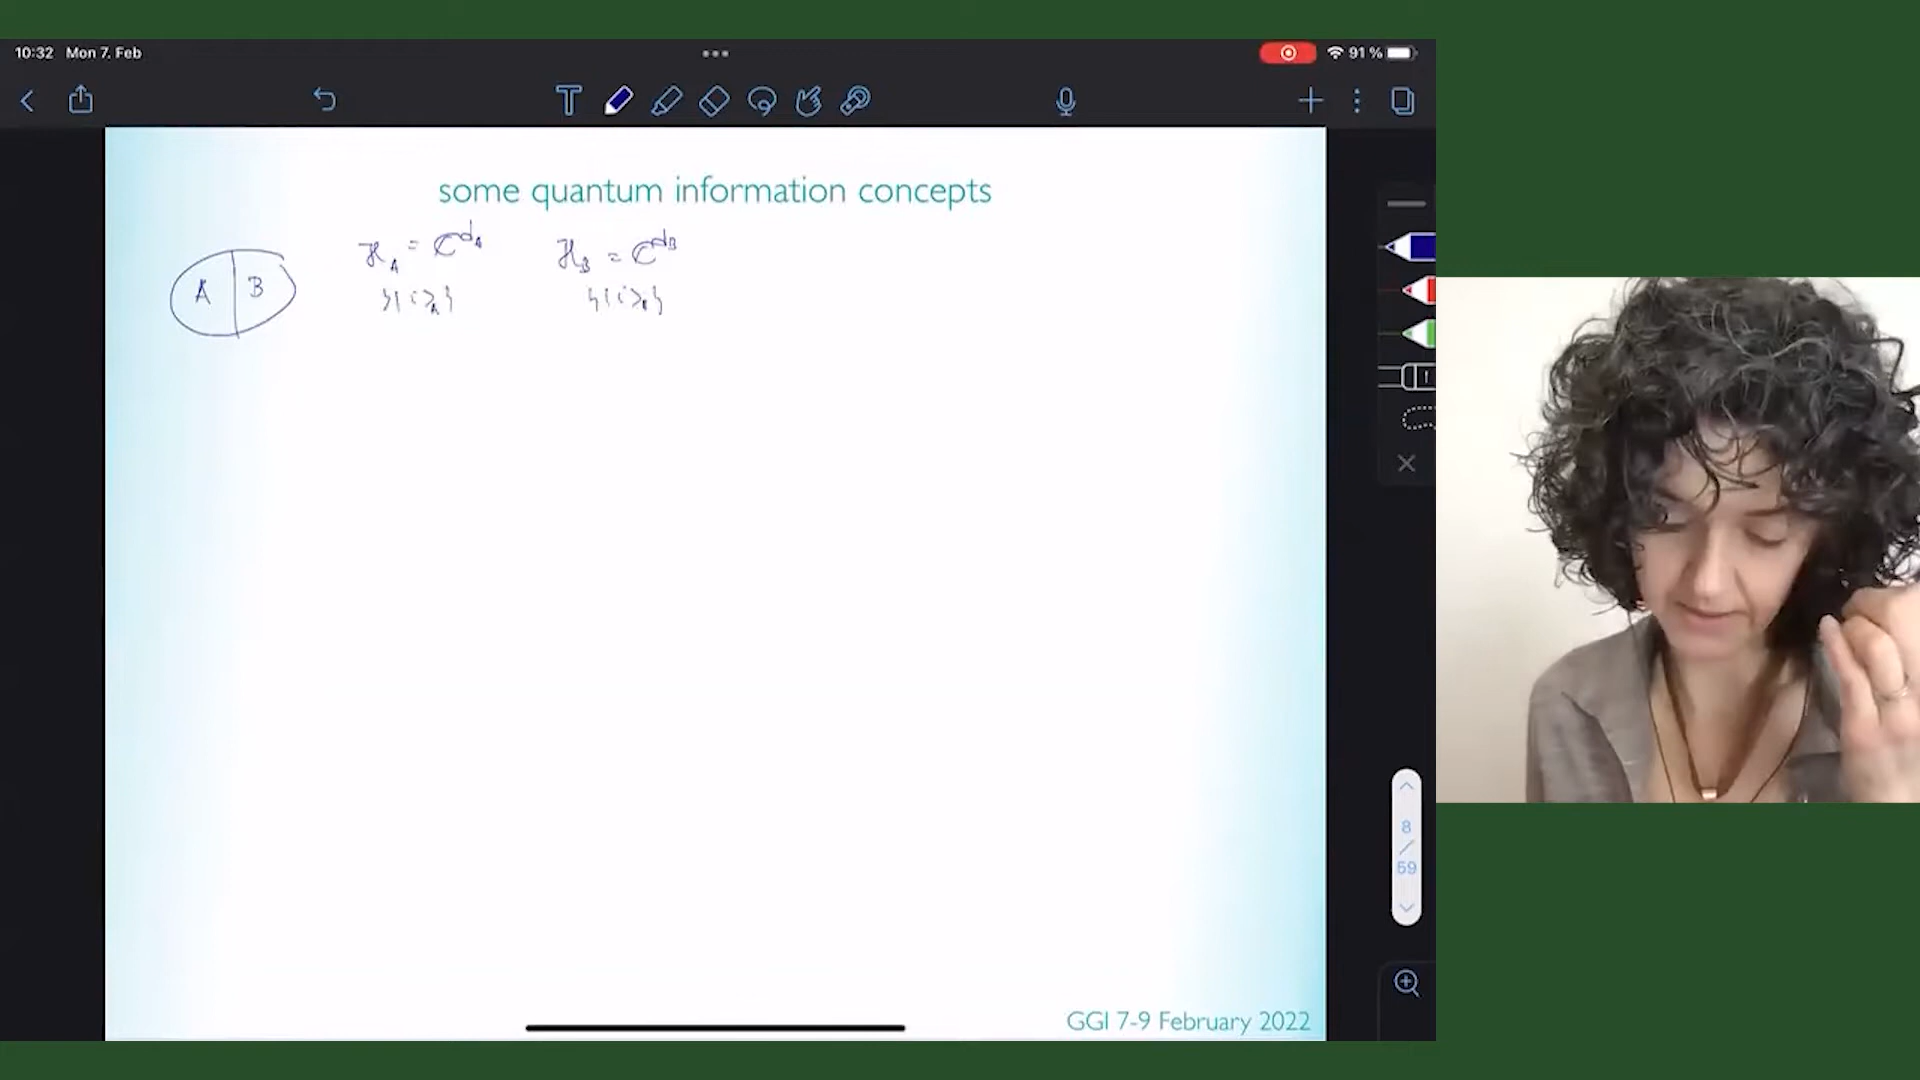 10:32 Mon 7. Feb
91 %
some quantum information concepts
A B
ℋ_A = ℂ^{d_A} ℋ_B = ℂ^{d_B}
{|i>_A} {|i>_B}
8
/
59
GGI 7-9 February 2022